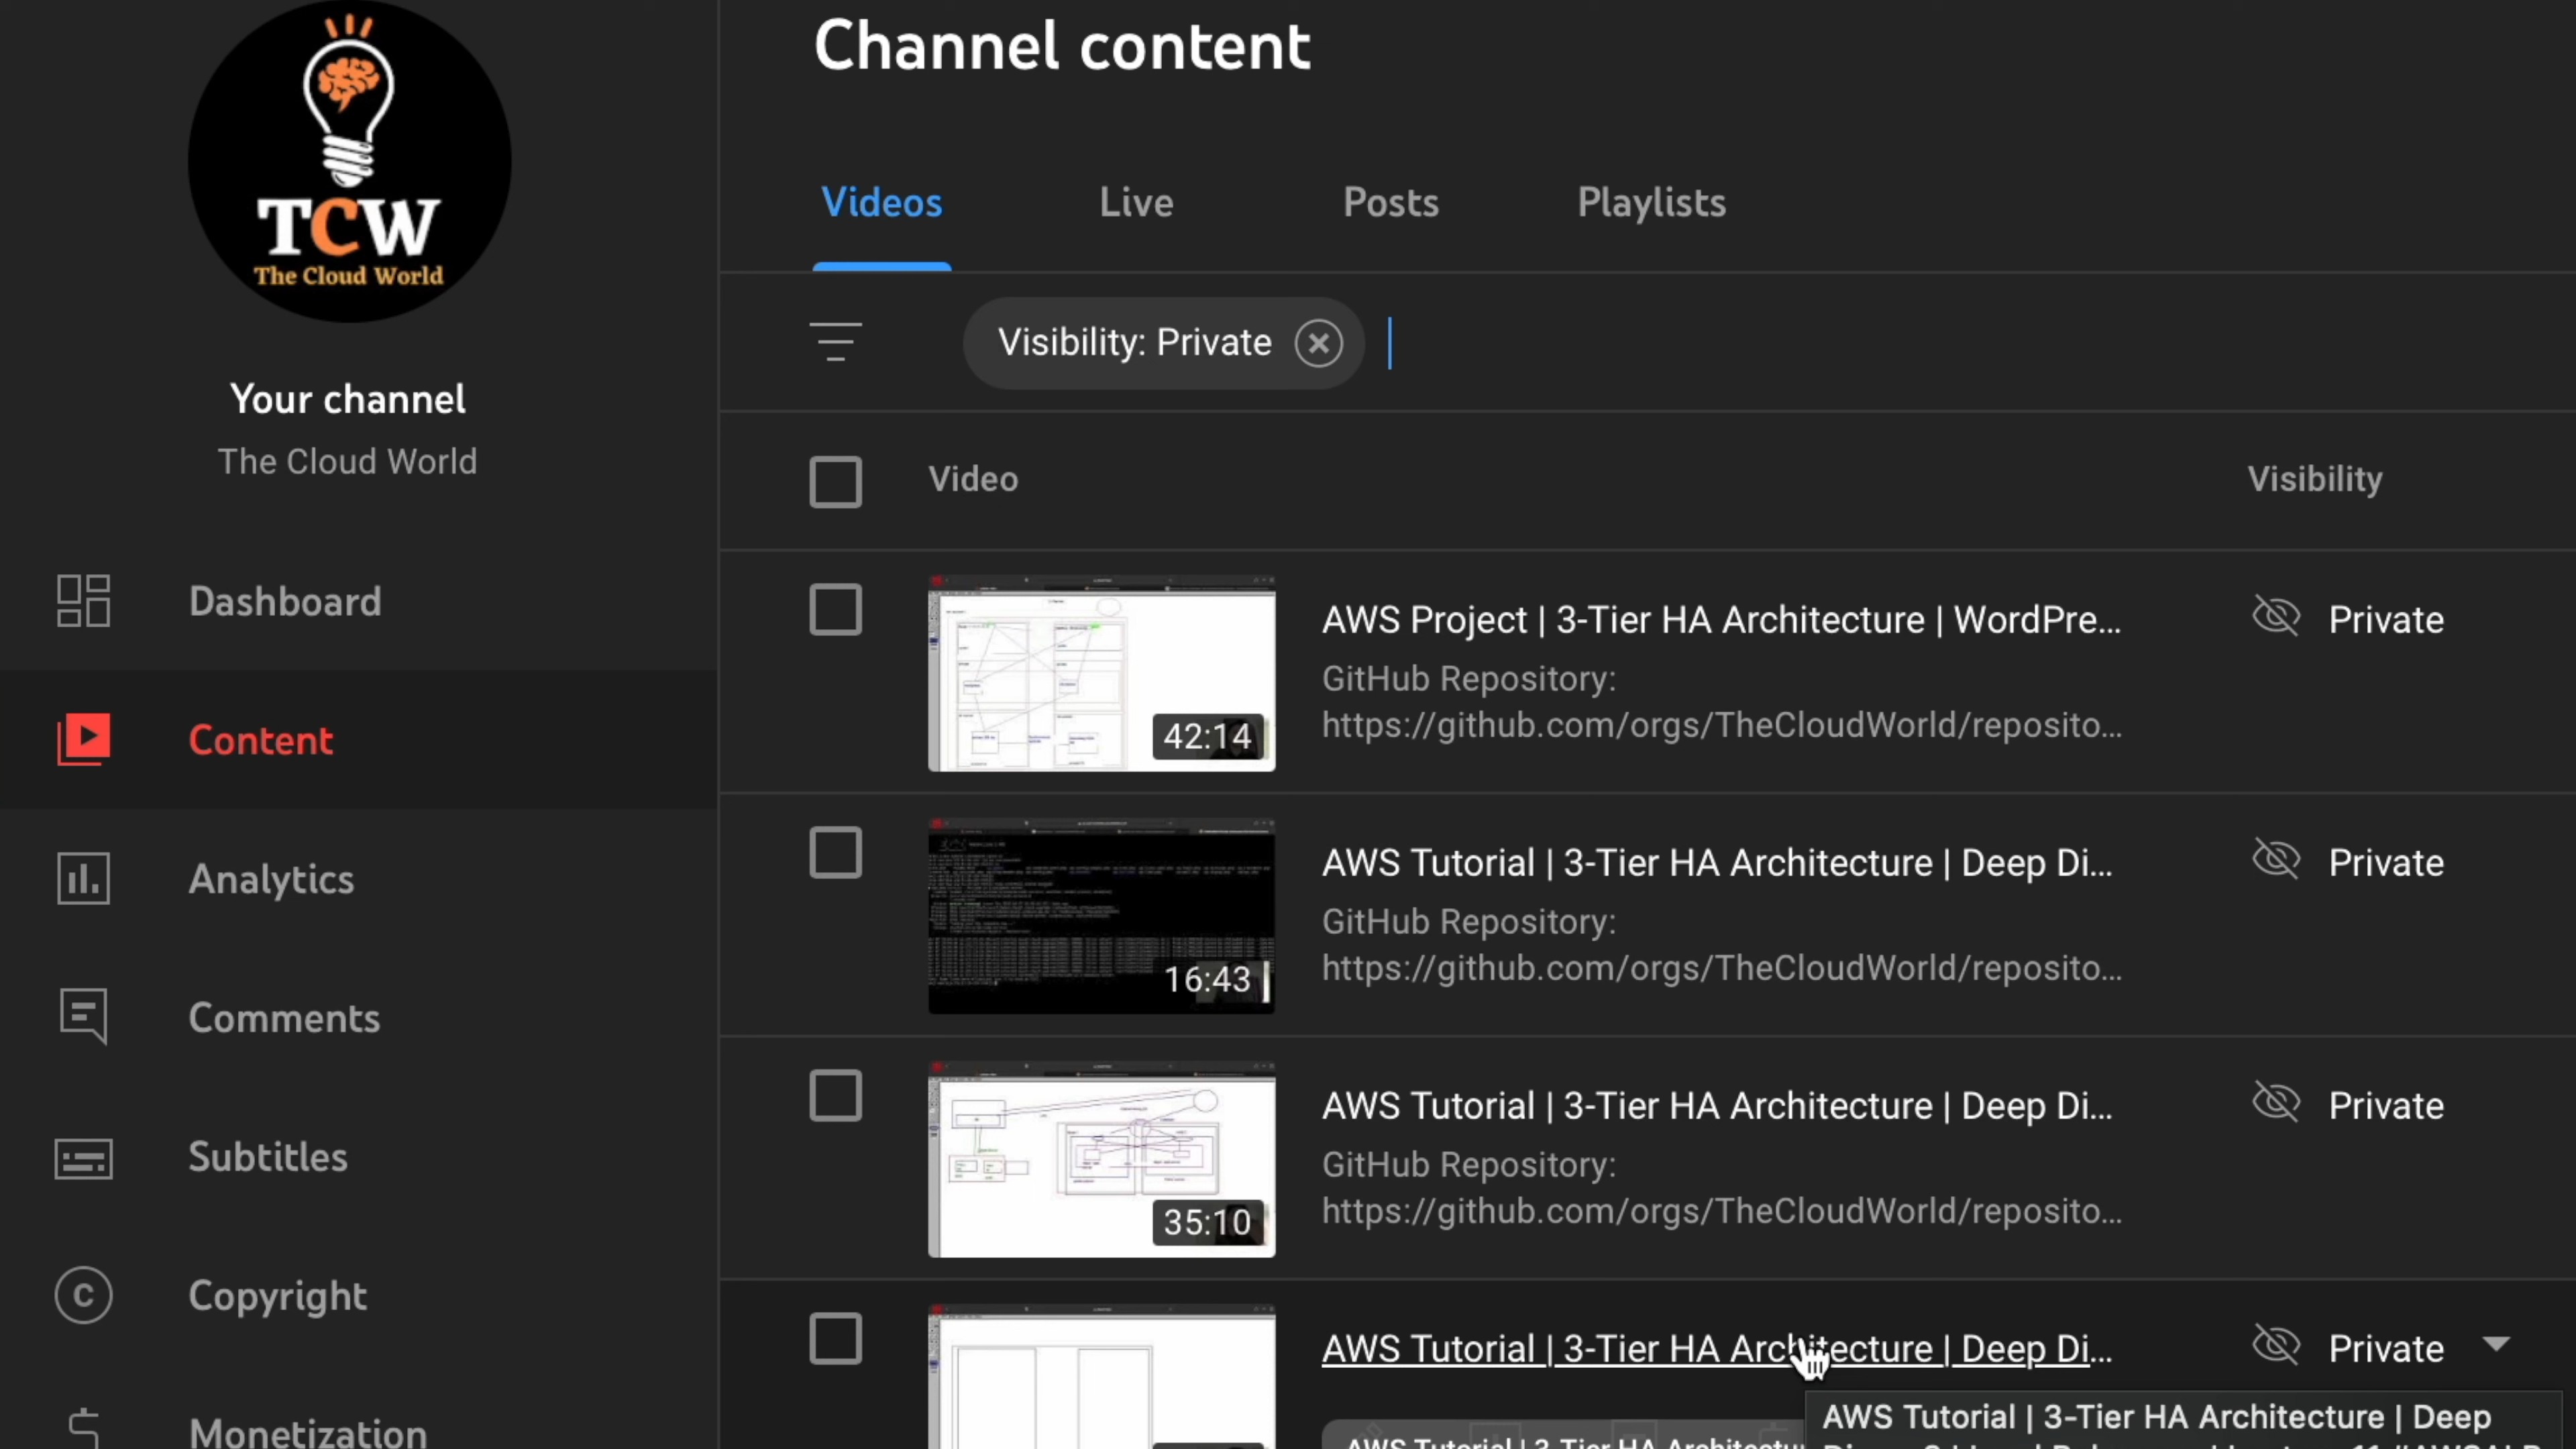 Channel content
TCW
The Cloud World
Your channel
The Cloud World
Dashboard
Content
Analytics
Comments
Subtitles
Copyright
Monetization
Videos
Live
Posts
Playlists
Visibility: Private
Video
Visibility
42:14
AWS Project | 3-Tier HA Architecture | WordPre...
GitHub Repository:
https://github.com/orgs/TheCloudWorld/reposito...
Private
16:43
AWS Tutorial | 3-Tier HA Architecture | Deep Di...
GitHub Repository:
https://github.com/orgs/TheCloudWorld/reposito...
Private
35:10
AWS Tutorial | 3-Tier HA Architecture | Deep Di...
GitHub Repository:
https://github.com/orgs/TheCloudWorld/reposito...
Private
AWS Tutorial | 3-Tier HA Architecture | Deep Di...
Private
AWS Tutorial | 3-Tier HA Architecture | Deep